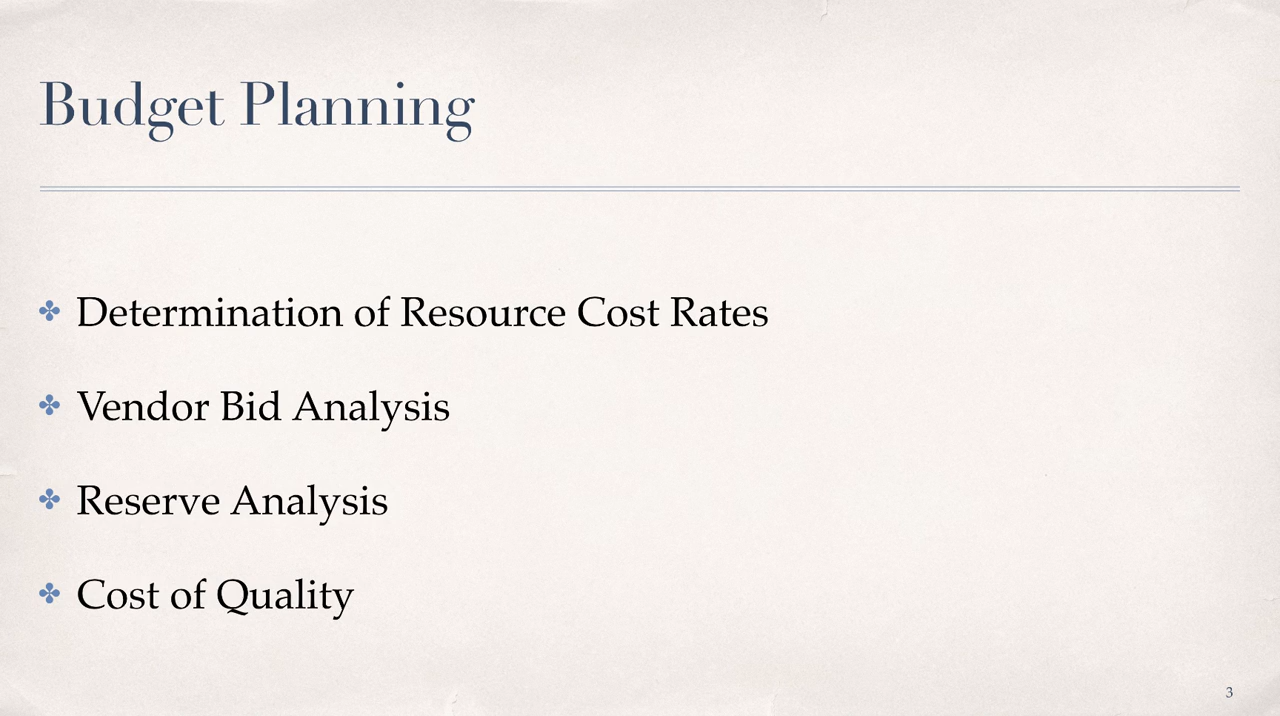 Budget Planning
Determination of Resource Cost Rates
Vendor Bid Analysis
Reserve Analysis
Cost of Quality
3